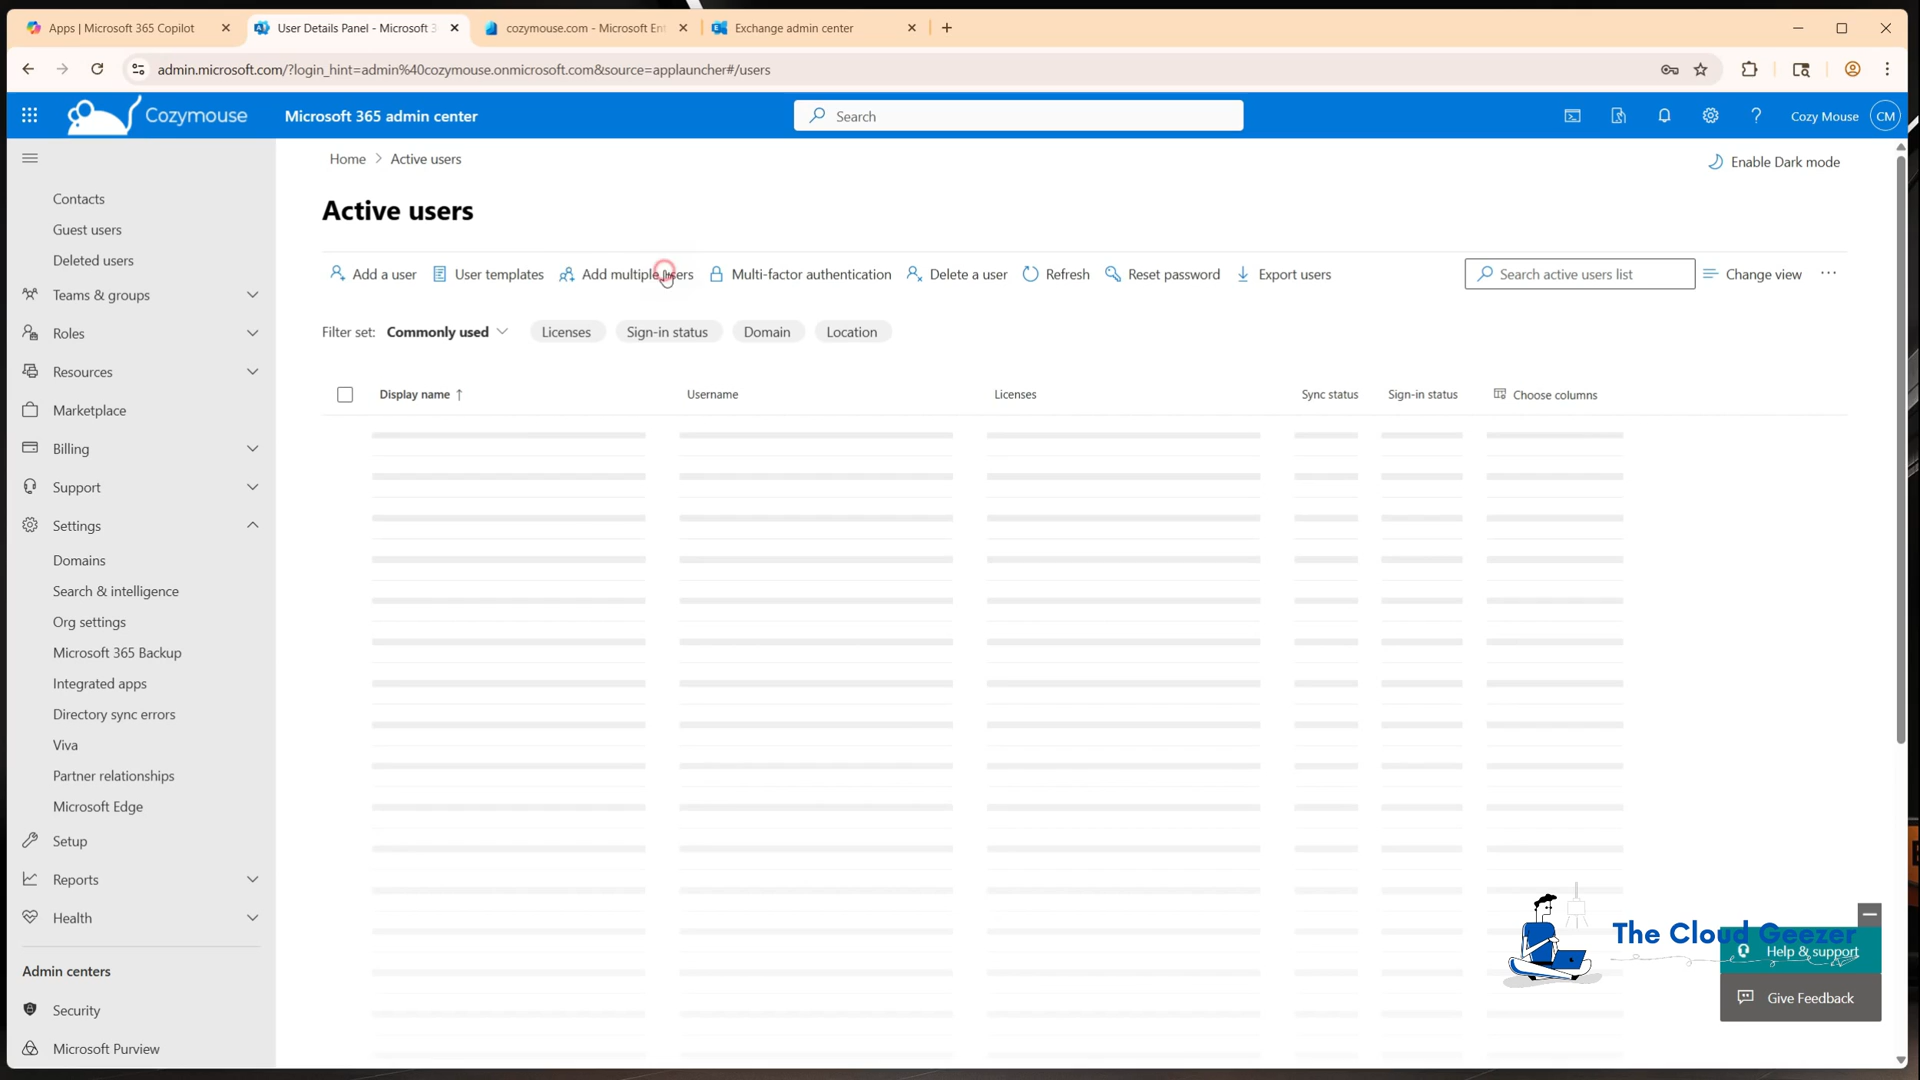 Apps | Microsoft 365 Copilot
User Details Panel - Microsoft 3
cozymouse.com - Microsoft Ent
Exchange admin center
admin.microsoft.com/?login_hint=admin%40cozymouse.onmicrosoft.com&source=applauncher#/users
Cozymouse
Microsoft 365 admin center
Search
Cozy Mouse
CM
Home > Active users
Enable Dark mode
Active users
Add a user
User templates
Add multiple users
Multi-factor authentication
Delete a user
Refresh
Reset password
Export users
Search active users list
Change view
Filter set: Commonly used
Licenses
Sign-in status
Domain
Location
Display name ↑
Username
Licenses
Sync status
Sign-in status
Choose columns
Contacts
Guest users
Deleted users
Teams & groups
Roles
Resources
Marketplace
Billing
Support
Settings
Domains
Search & intelligence
Org settings
Microsoft 365 Backup
Integrated apps
Directory sync errors
Viva
Partner relationships
Microsoft Edge
Setup
Reports
Health
Admin centers
Security
Microsoft Purview
The Cloud Geezer
Help & support
Give Feedback